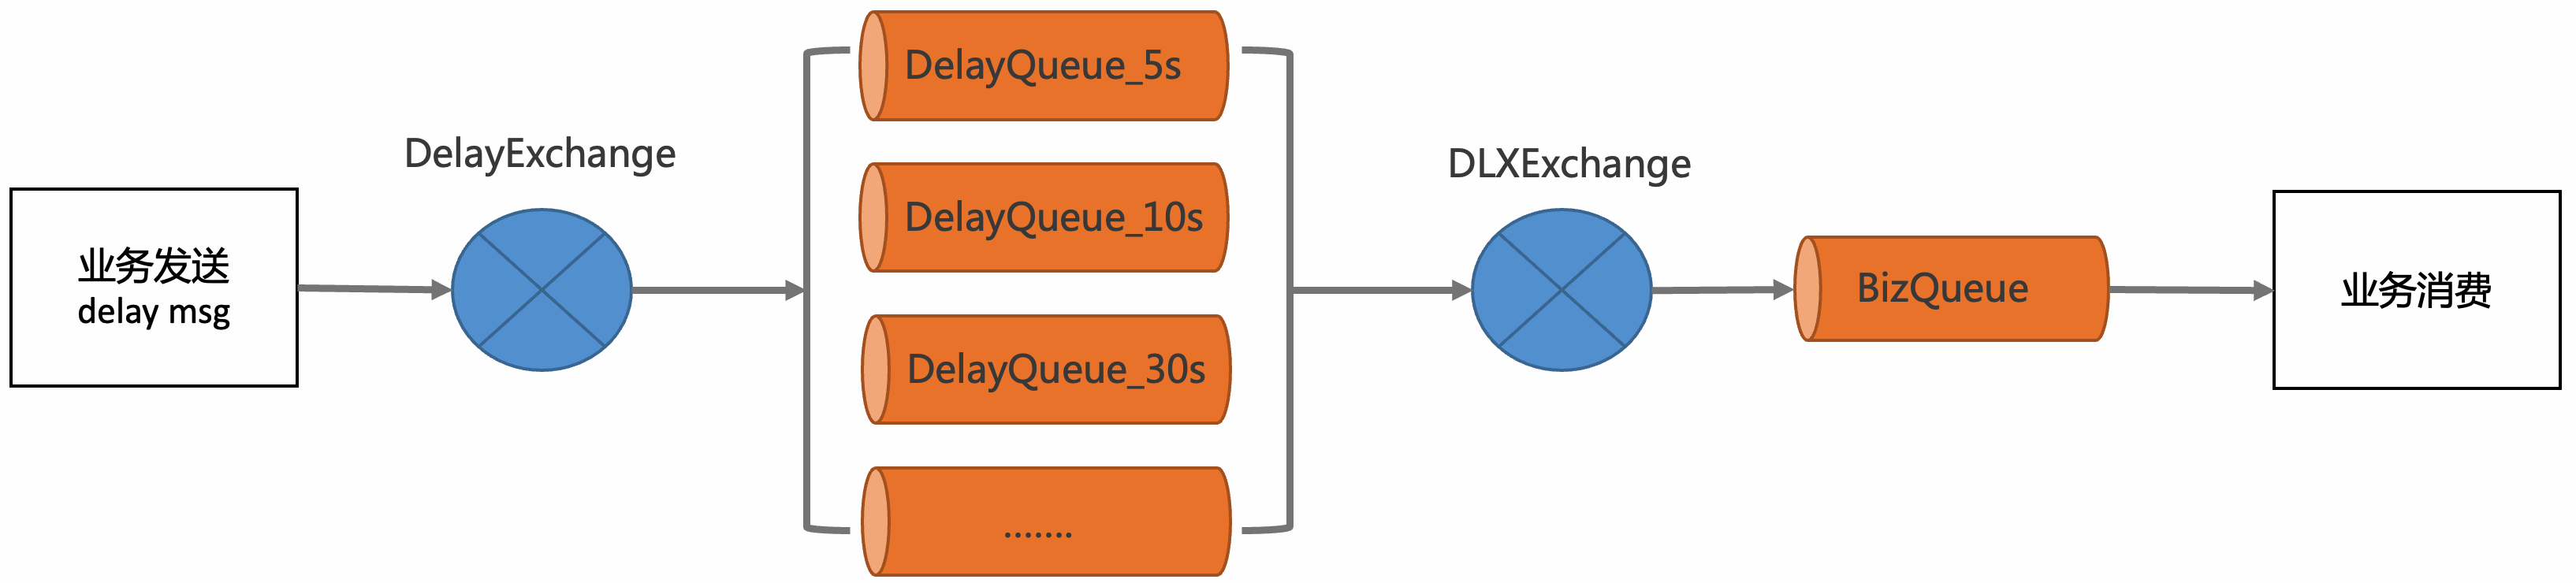 业务发送
delay msg
DelayExchange
DelayQueue_5s
DelayQueue_10s
DelayQueue_30s
.......
DLXExchange
BizQueue
业务消费